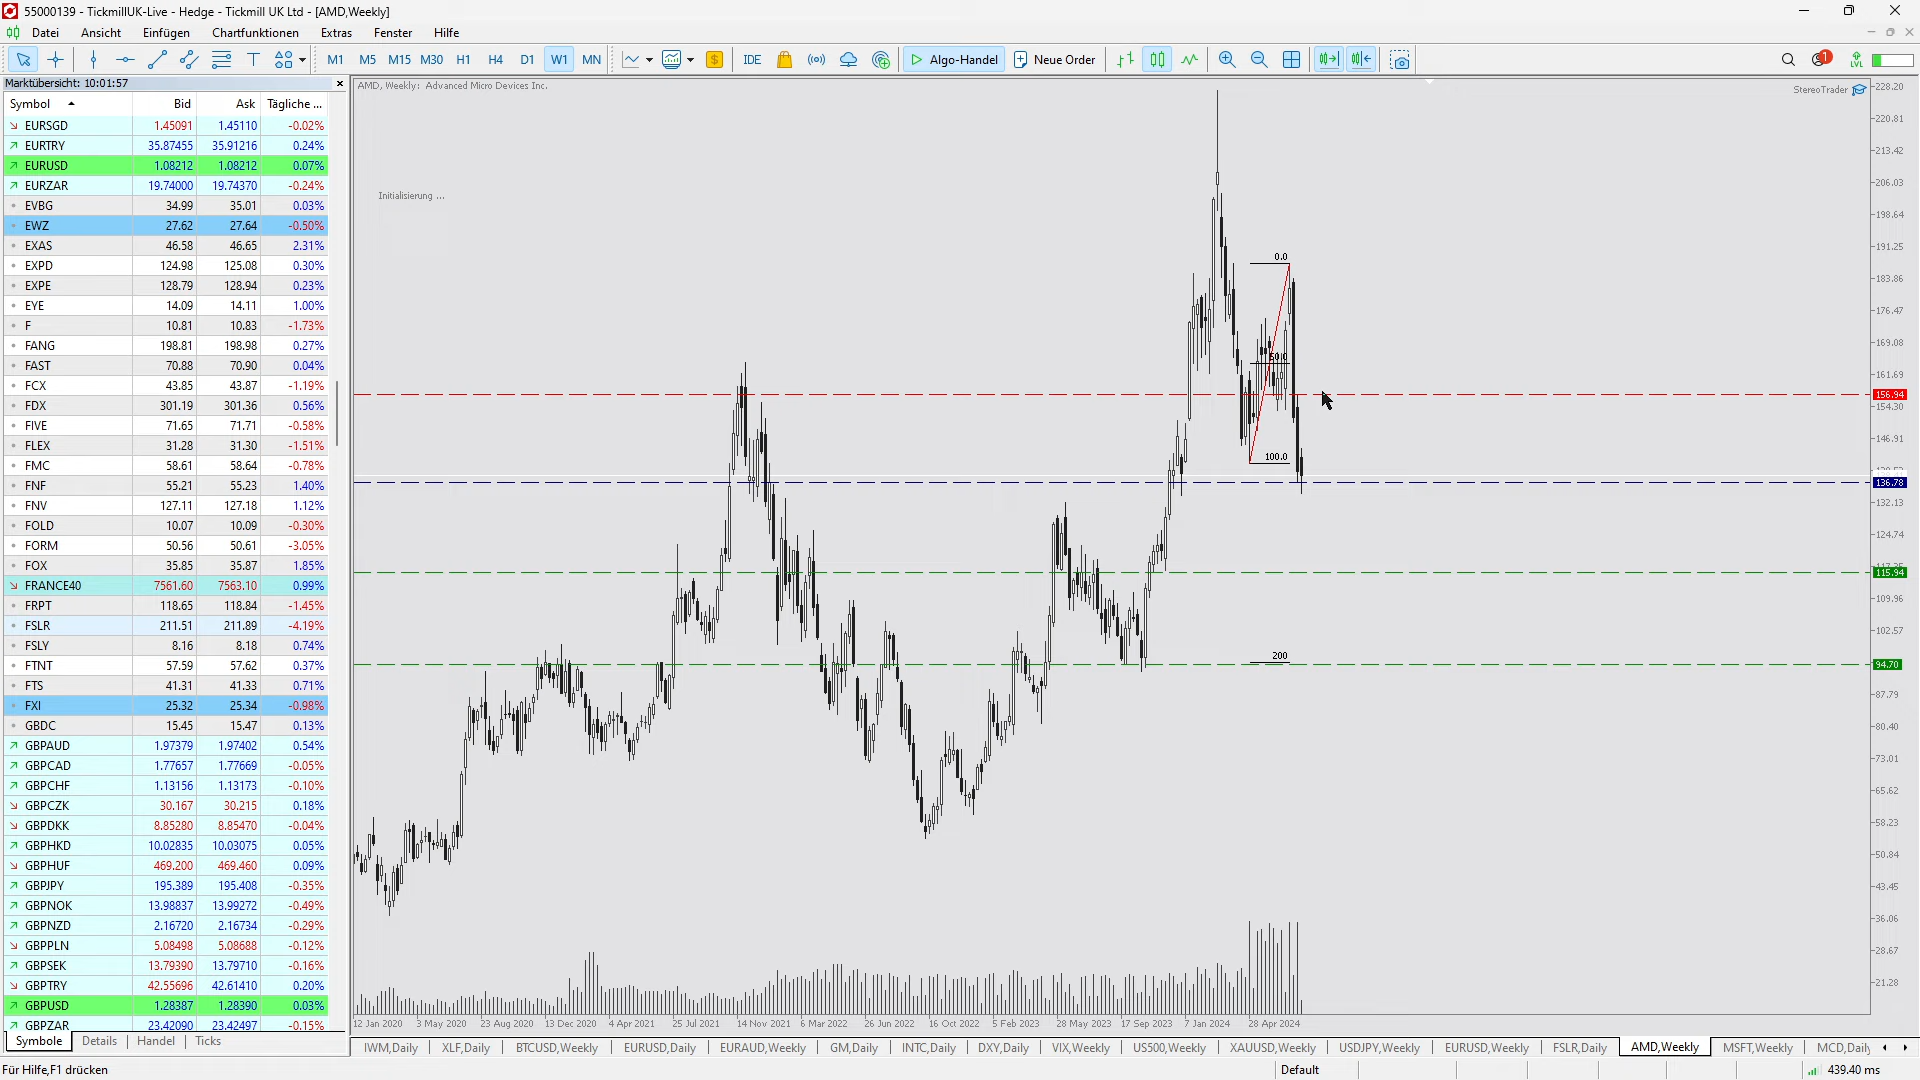 55000139 - TickmillUK-Live - Hedge - Tickmill UK Ltd - [AMD,Weekly]
Datei Ansicht Einfügen Chartfunktionen Extras Fenster Hilfe
M1 M5 M15 M30 H1 H4 D1 W1 MN IDE Algo-Handel Neue Order
Marktübersicht: 10:01:57
Symbol Bid Ask Tägliche ...
EURSGD 1.45091 1.45110 -0.02%
EURTRY 35.87455 35.91216 0.24%
EURUSD 1.08212 1.08212 0.07%
EURZAR 19.74000 19.74370 -0.24%
EVBG 34.99 35.01 0.03%
EWZ 27.62 27.64 -0.50%
EXAS 46.58 46.65 2.31%
EXPD 124.98 125.08 0.30%
EXPE 128.79 128.94 0.23%
EYE 14.09 14.11 1.00%
F 10.81 10.83 -1.73%
FANG 198.81 198.98 0.27%
FAST 70.88 70.90 0.04%
FCX 43.85 43.87 -1.19%
FDX 301.19 301.36 0.56%
FIVE 71.65 71.71 -0.58%
FLEX 31.28 31.30 -1.51%
FMC 58.61 58.64 -0.78%
FNF 55.21 55.23 1.40%
FNV 127.11 127.18 1.12%
FOLD 10.07 10.09 -0.30%
FORM 50.56 50.61 -3.05%
FOX 35.85 35.87 1.85%
FRANCE40 7561.60 7563.10 0.99%
FRPT 118.65 118.84 -1.45%
FSLR 211.51 211.89 -4.19%
FSLY 8.16 8.18 0.74%
FTNT 57.59 57.62 0.37%
FTS 41.31 41.33 0.71%
FXI 25.32 25.34 -0.98%
GBDC 15.45 15.47 0.13%
GBPAUD 1.97379 1.97402 0.54%
GBPCAD 1.77657 1.77669 -0.05%
GBPCHF 1.13156 1.13173 -0.10%
GBPCZK 30.167 30.215 0.18%
GBPDKK 8.85280 8.85470 -0.04%
GBPHKD 10.02835 10.03075 0.05%
GBPHUF 469.200 469.460 0.09%
GBPJPY 195.389 195.408 -0.35%
GBPNOK 13.98837 13.99272 -0.49%
GBPNZD 2.16720 2.16734 -0.29%
GBPPLN 5.08498 5.08688 -0.12%
GBPSEK 13.79390 13.79710 -0.16%
GBPTRY 42.55696 42.61410 0.20%
GBPUSD 1.28387 1.28390 0.03%
GBPZAR 23.42090 23.42497 -0.15%
Symbole Details Handel Ticks
AMD, Weekly: Advanced Micro Devices Inc.
StereoTrader
Initialisierung ...
0.0
50.0
100.0
200
228.20
220.81
213.42
206.03
198.64
191.25
183.86
176.47
169.08
161.69
156.94
154.30
146.91
136.78
132.13
124.74
115.94
109.96
102.57
94.70
87.79
80.40
73.01
65.62
58.23
50.84
43.45
36.06
28.67
21.28
12 Jan 2020 3 May 2020 23 Aug 2020 13 Dec 2020 4 Apr 2021 25 Jul 2021 14 Nov 2021 6 Mar 2022 26 Jun 2022 16 Oct 2022 5 Feb 2023 28 May 2023 17 Sep 2023 7 Jan 2024 28 Apr 2024
IWM,Daily XLF,Daily BTCUSD,Weekly EURUSD,Daily EURAUD,Weekly GM,Daily INTC,Daily DXY,Daily VIX,Weekly US500,Weekly XAUUSD,Weekly USDJPY,Weekly EURUSD,Weekly FSLR,Daily AMD,Weekly MSFT,Weekly MCD,Daily
Für Hilfe,F1 drücken Default 439.40 ms